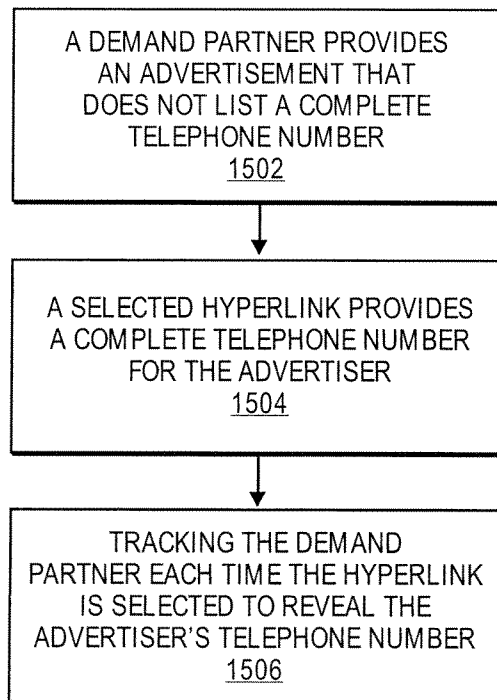 A DEMAND PARTNER PROVIDES
AN ADVERTISEMENT THAT
DOES NOT LIST A COMPLETE
TELEPHONE NUMBER
1502
A SELECTED HYPERLINK PROVIDES
A COMPLETE TELEPHONE NUMBER
FOR THE ADVERTISER
1504
TRACKING THE DEMAND
PARTNER EACH TIME THE HYPERLINK
IS SELECTED TO REVEAL THE
ADVERTISER'S TELEPHONE NUMBER
1506